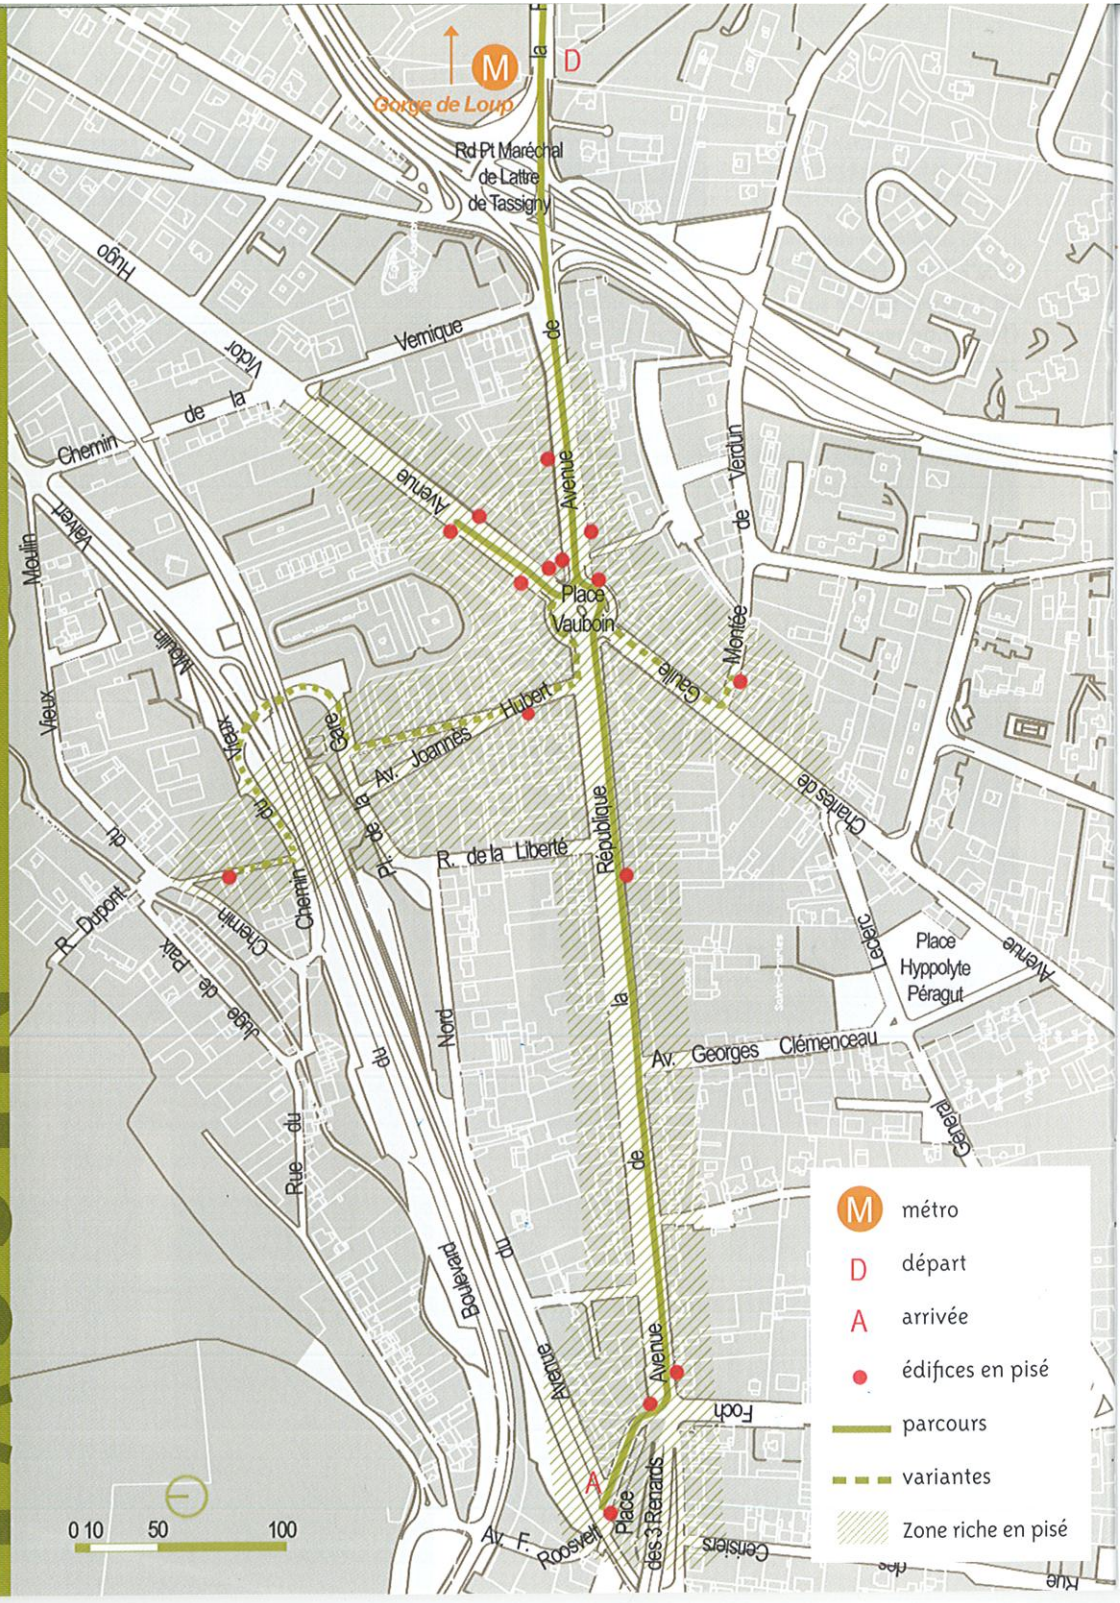 la
D
M
Gorge de Loup
Rd Pt Maréchal
de Lattre
de Tassigny
Hugo
Victor
Vernique
de
de la
Chemin
Avenue
Avenue
Verdun
de
Montée
Valvert
Moulin
Moulin
Vieux
Vieux
du
du
Place
Vauboin
Gaulle
Charles de
Hubert
Av. Joannès
Gare
Pl. de la
R. de la Liberté
République
Chemin
Chemin
R. Dupont
Juge de Paix
Leclerc
Place
Hyppolyte
Péragut
Avenue
la
Nord
du
Av. Georges Clémenceau
Général
Rue du
de
du
Boulevard
Avenue
Avenue
Foch
A
Place
des 3 Renards
Av. F. Roosvelt
Cerisiers
des
Rue
0 10 50 100
M métro
D départ
A arrivée
édifices en pisé
parcours
variantes
Zone riche en pisé